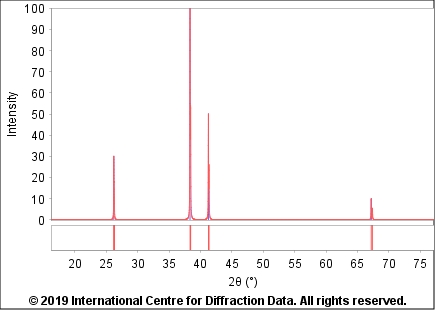 100
90
80
70
60
50
40
30
20
10
0
Intensity
20 25 30 35 40 45 50 55 60 65 70 75
2θ (°)
© 2019 International Centre for Diffraction Data. All rights reserved.